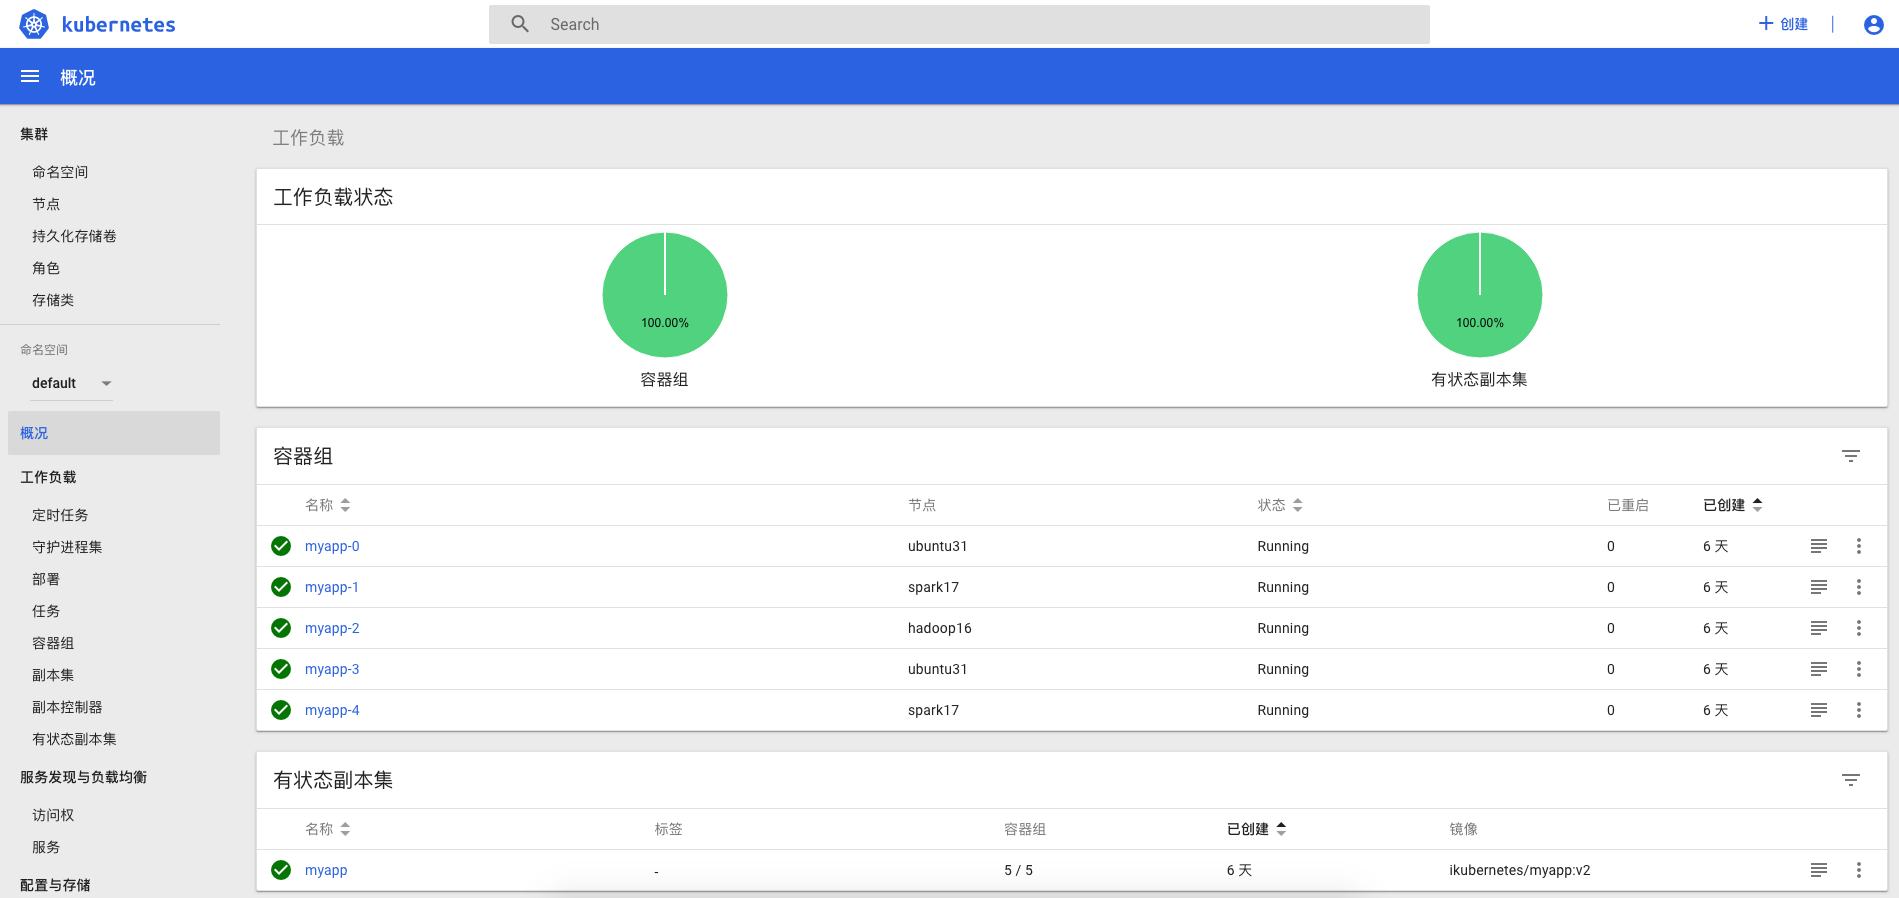 kubernetes
Search
创建
概况
集群
命名空间
节点
持久化存储卷
角色
存储类
命名空间
default
概况
工作负载
定时任务
守护进程集
部署
任务
容器组
副本集
副本控制器
有状态副本集
服务发现与负载均衡
访问权
服务
配置与存储
工作负载
工作负载状态
100.00% 100.00%
容器组 有状态副本集
容器组
名称 节点 状态 已重启 已创建
myapp-0 ubuntu31 Running 0 6 天
myapp-1 spark17 Running 0 6 天
myapp-2 hadoop16 Running 0 6 天
myapp-3 ubuntu31 Running 0 6 天
myapp-4 spark17 Running 0 6 天
有状态副本集
名称 标签 容器组 已创建 镜像
myapp - 5 / 5 6 天 ikubernetes/myapp:v2